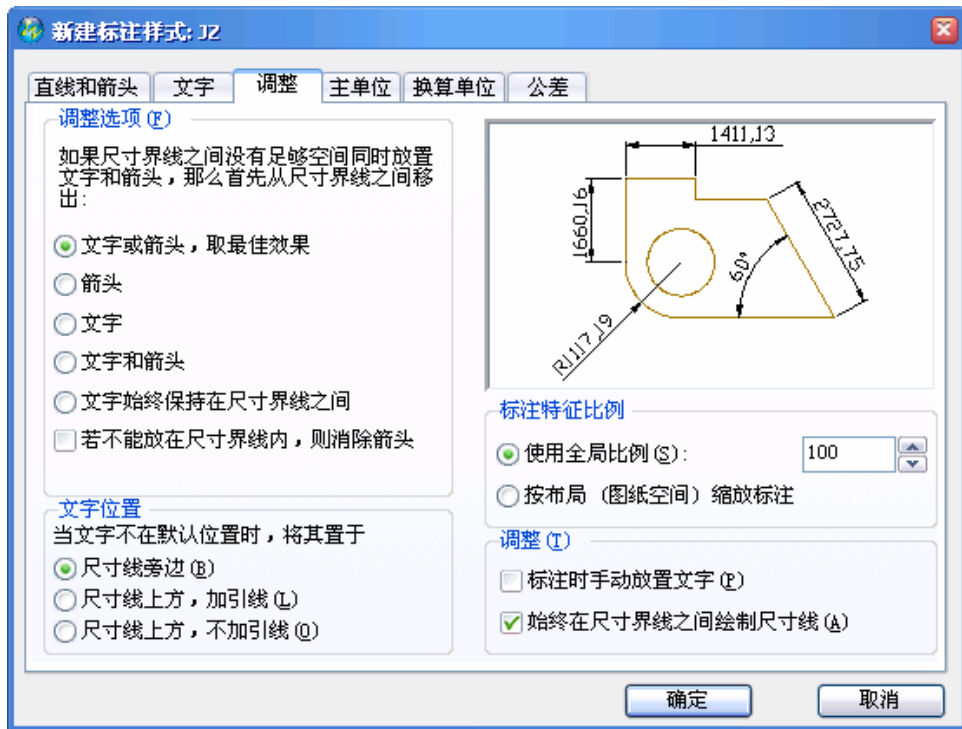 新建标注样式: JZ
直线和箭头 文字 调整 主单位 换算单位 公差
调整选项(F)
如果尺寸界线之间没有足够空间同时放置
文字和箭头，那么首先从尺寸界线之间移
出:
文字或箭头，取最佳效果
箭头
文字
文字和箭头
文字始终保持在尺寸界线之间
若不能放在尺寸界线内，则消除箭头
文字位置
当文字不在默认位置时，将其置于
尺寸线旁边(B)
尺寸线上方，加引线(L)
尺寸线上方，不加引线(O)
1411,13
1660,16
2727,75
60°
R1117,19
标注特征比例
使用全局比例(S): 100
按布局（图纸空间）缩放标注
调整(T)
标注时手动放置文字(P)
始终在尺寸界线之间绘制尺寸线(A)
确定 取消